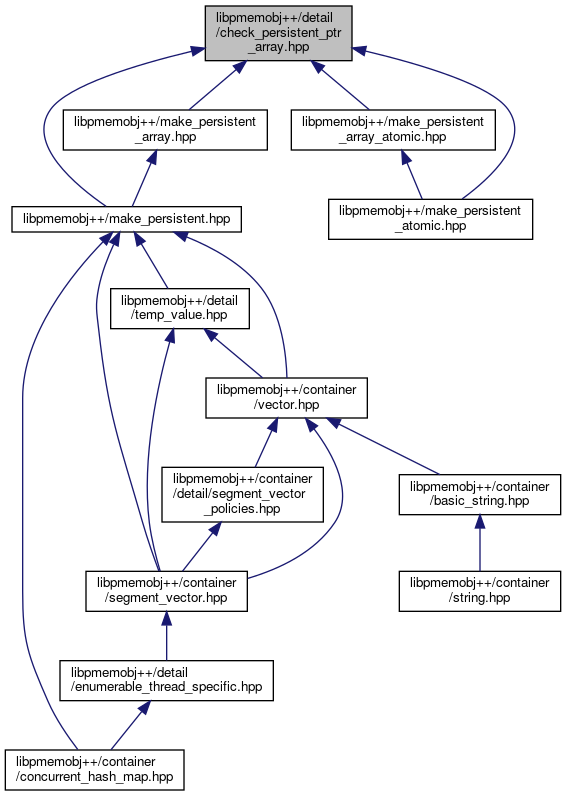 libpmemobj++/detail
/check_persistent_ptr
_array.hpp
libpmemobj++/make_persistent
_array.hpp
libpmemobj++/make_persistent
_array_atomic.hpp
libpmemobj++/make_persistent.hpp
libpmemobj++/make_persistent
_atomic.hpp
libpmemobj++/detail
/temp_value.hpp
libpmemobj++/container
/vector.hpp
libpmemobj++/container
/detail/segment_vector
_policies.hpp
libpmemobj++/container
/basic_string.hpp
libpmemobj++/container
/segment_vector.hpp
libpmemobj++/container
/string.hpp
libpmemobj++/detail
/enumerable_thread_specific.hpp
libpmemobj++/container
/concurrent_hash_map.hpp